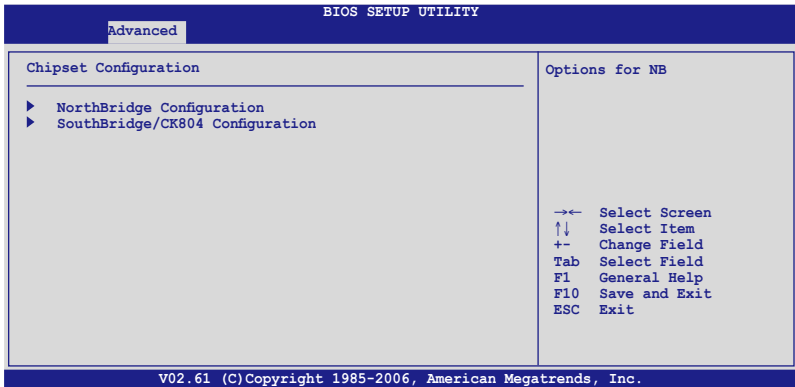 BIOS SETUP UTILITY
Advanced
Chipset Configuration
NorthBridge Configuration
SouthBridge/CK804 Configuration
Options for NB
→← Select Screen
↑↓ Select Item
+- Change Field
Tab Select Field
F1 General Help
F10 Save and Exit
ESC Exit
V02.61 (C)Copyright 1985-2006, American Megatrends, Inc.